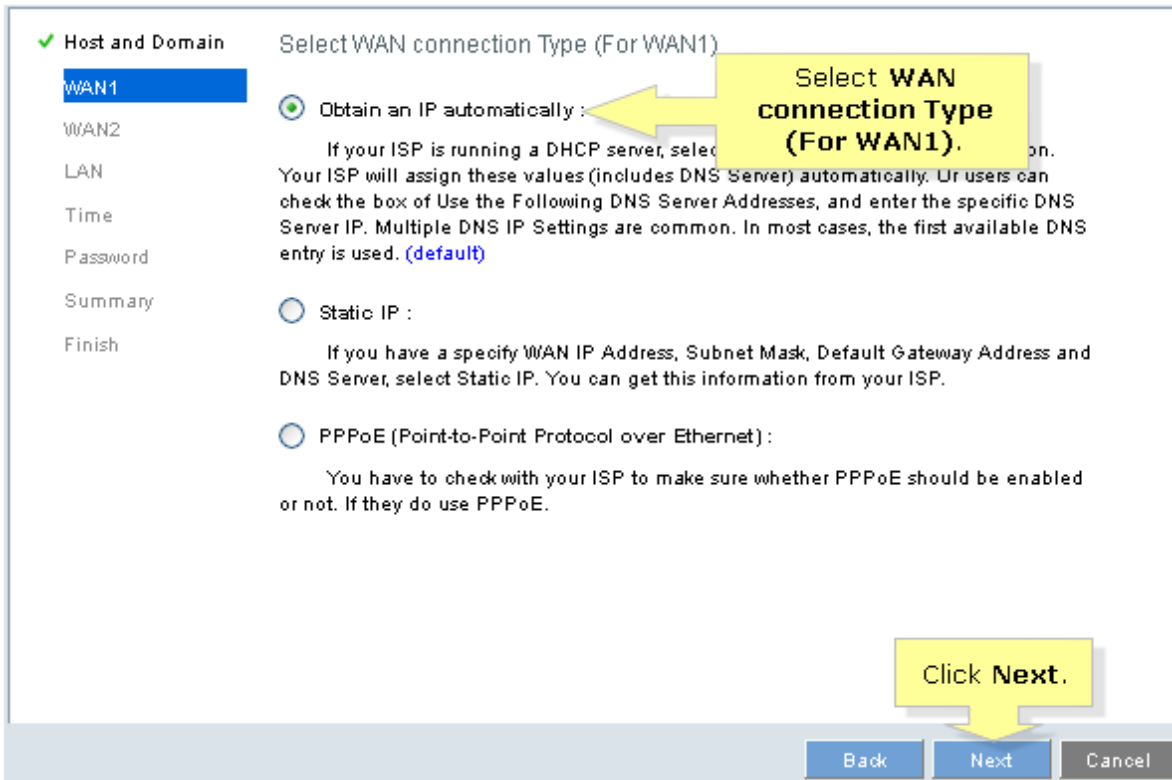 Host and Domain
WAN1
WAN2
LAN
Time
Password
Summary
Finish
Select WAN connection Type (For WAN1)
Obtain an IP automatically :
Select WAN
connection Type
(For WAN1).
If your ISP is running a DHCP server, selec on.
Your ISP will assign these values (includes DNS Server) automatically. Or users can
check the box of Use the Following DNS Server Addresses, and enter the specific DNS
Server IP. Multiple DNS IP Settings are common. In most cases, the first available DNS
entry is used. (default)
Static IP :
If you have a specify WAN IP Address, Subnet Mask, Default Gateway Address and
DNS Server, select Static IP. You can get this information from your ISP.
PPPoE (Point-to-Point Protocol over Ethernet) :
You have to check with your ISP to make sure whether PPPoE should be enabled
or not. If they do use PPPoE.
Click Next.
Back Next Cancel